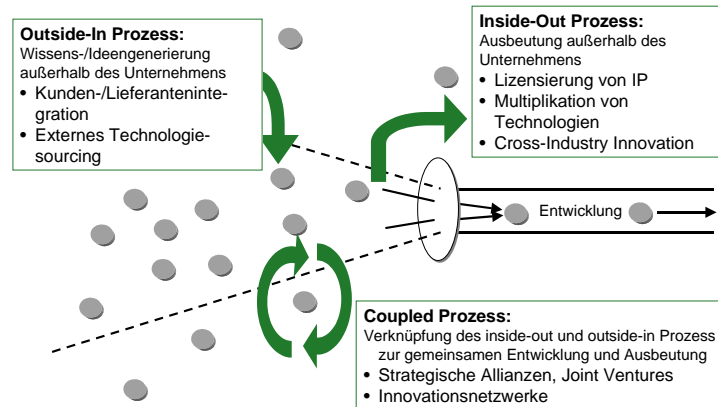 Outside-In Prozess:
Wissens-/Ideengenerierung
außerhalb des Unternehmens
• Kunden-/Lieferanteninte-
gration
• Externes Technologie-
sourcing
Inside-Out Prozess:
Ausbeutung außerhalb des
Unternehmens
• Lizensierung von IP
• Multiplikation von
Technologien
• Cross-Industry Innovation
Entwicklung
Coupled Prozess:
Verknüpfung des inside-out und outside-in Prozess
zur gemeinsamen Entwicklung und Ausbeutung
• Strategische Allianzen, Joint Ventures
• Innovationsnetzwerke